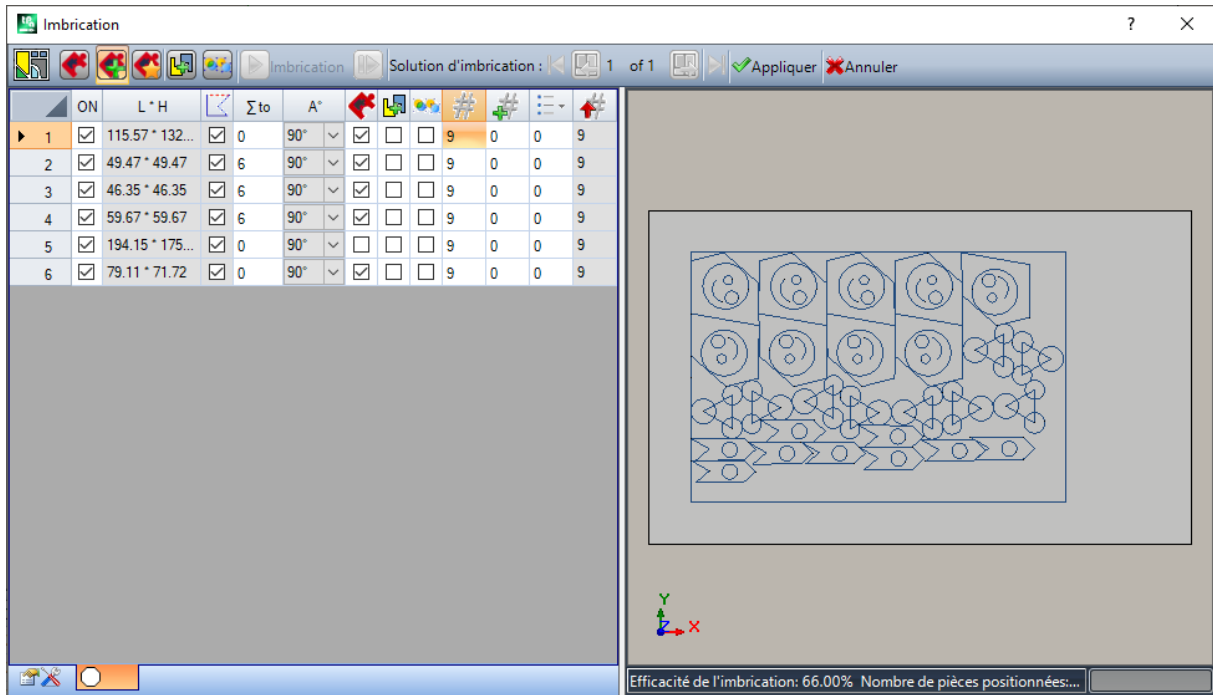 Imbrication ?
Imbrication Solution d'imbrication : 1 of 1 Appliquer Annuler
ON L * H Σto A°
1 115.57 * 132... 0 90° 9 0 0 9
2 49.47 * 49.47 6 90° 9 0 0 9
3 46.35 * 46.35 6 90° 9 0 0 9
4 59.67 * 59.67 6 90° 9 0 0 9
5 194.15 * 175... 0 90° 9 0 0 9
6 79.11 * 71.72 0 90° 9 0 0 9
Y
Z X
Efficacité de l'imbrication: 66.00% Nombre de pièces positionnées:...